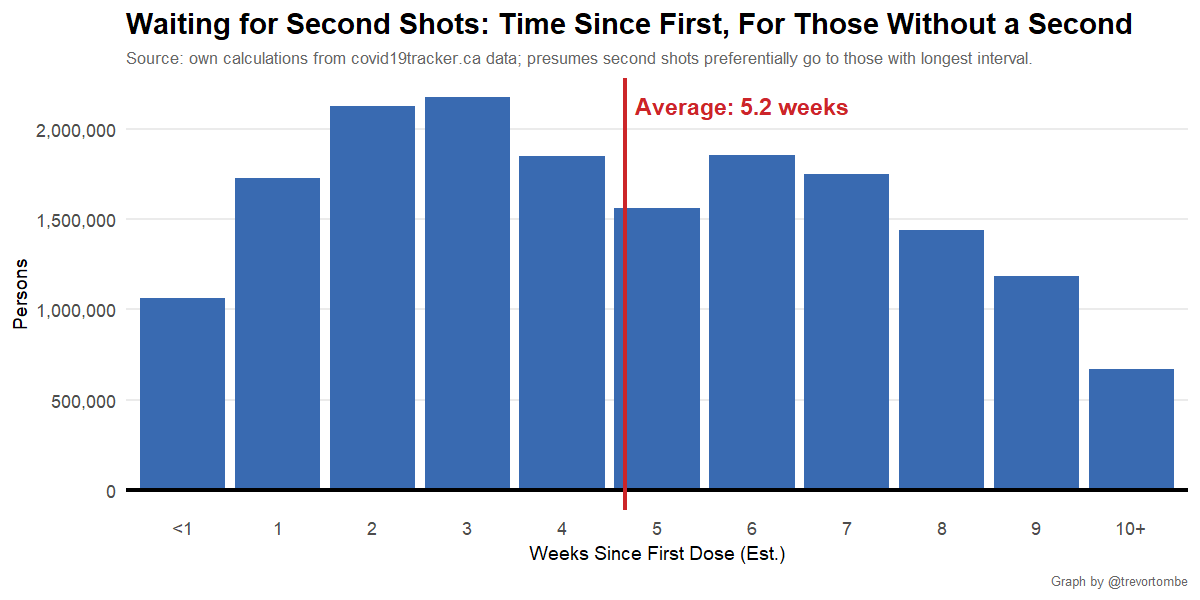 Waiting for Second Shots: Time Since First, For Those Without a Second
Source: own calculations from covid19tracker.ca data; presumes second shots preferentially go to those with longest interval.
Average: 5.2 weeks
Persons
2,000,000
1,500,000
1,000,000
500,000
0
<1 1 2 3 4 5 6 7 8 9 10+
Weeks Since First Dose (Est.)
Graph by @trevortombe